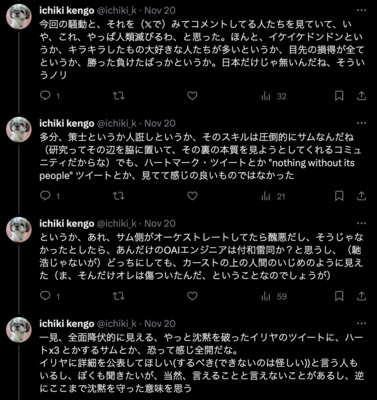 ichiki kengo @ichiki_k · Nov 20
今回の騒動と、それを（𝕏で）みてコメントしてる人たちを見ていて、い
や、これ、やっぱ人類滅びるわ、と思った。ほんと、イケイケドンドンとい
うか、キラキラしたもの大好きな人たちが多いというか、目先の損得が全て
というか、勝った負けたばっかというか。日本だけじゃ無いんだね、そうい
うノリ
1
32
ichiki kengo @ichiki_k · Nov 20
多分、策士というか人誑しというか、そのスキルは圧倒的にサムなんだね
（研究ってその辺を脇に置いて、その裏の本質を見ようとしてくれるコミュ
ニティだからな）でも、ハートマーク・ツイートとか "nothing without its
people" ツイートとか、見てて感じの良いものではなかった
1
21
ichiki kengo @ichiki_k · Nov 20
というか、あれ、サム側がオーケストレートしてたら醜悪だし、そうじゃな
かったとしたら、あんだけのOAIエンジニアは付和雷同か？と思うし、（馳
浩じゃないが）どっちにしても、カーストの上の人間のいじめのように見え
た（ま、そんだけオレは傷ついたんだ、ということなのでしょうが）
1
59
ichiki kengo @ichiki_k · Nov 20
一見、全面降伏的に見える、やっと沈黙を破ったイリヤのツイートに、ハー
トx3 とかするサムとか、恐って感じ全開だな。
イリヤに詳細を公表してほしい(するべき(できないのは怪しい))と言う人も
いるし、ぼくも聞きたいが、当然、言えることと言えないことがあるし、逆
にここまで沈黙を守った意味を思う